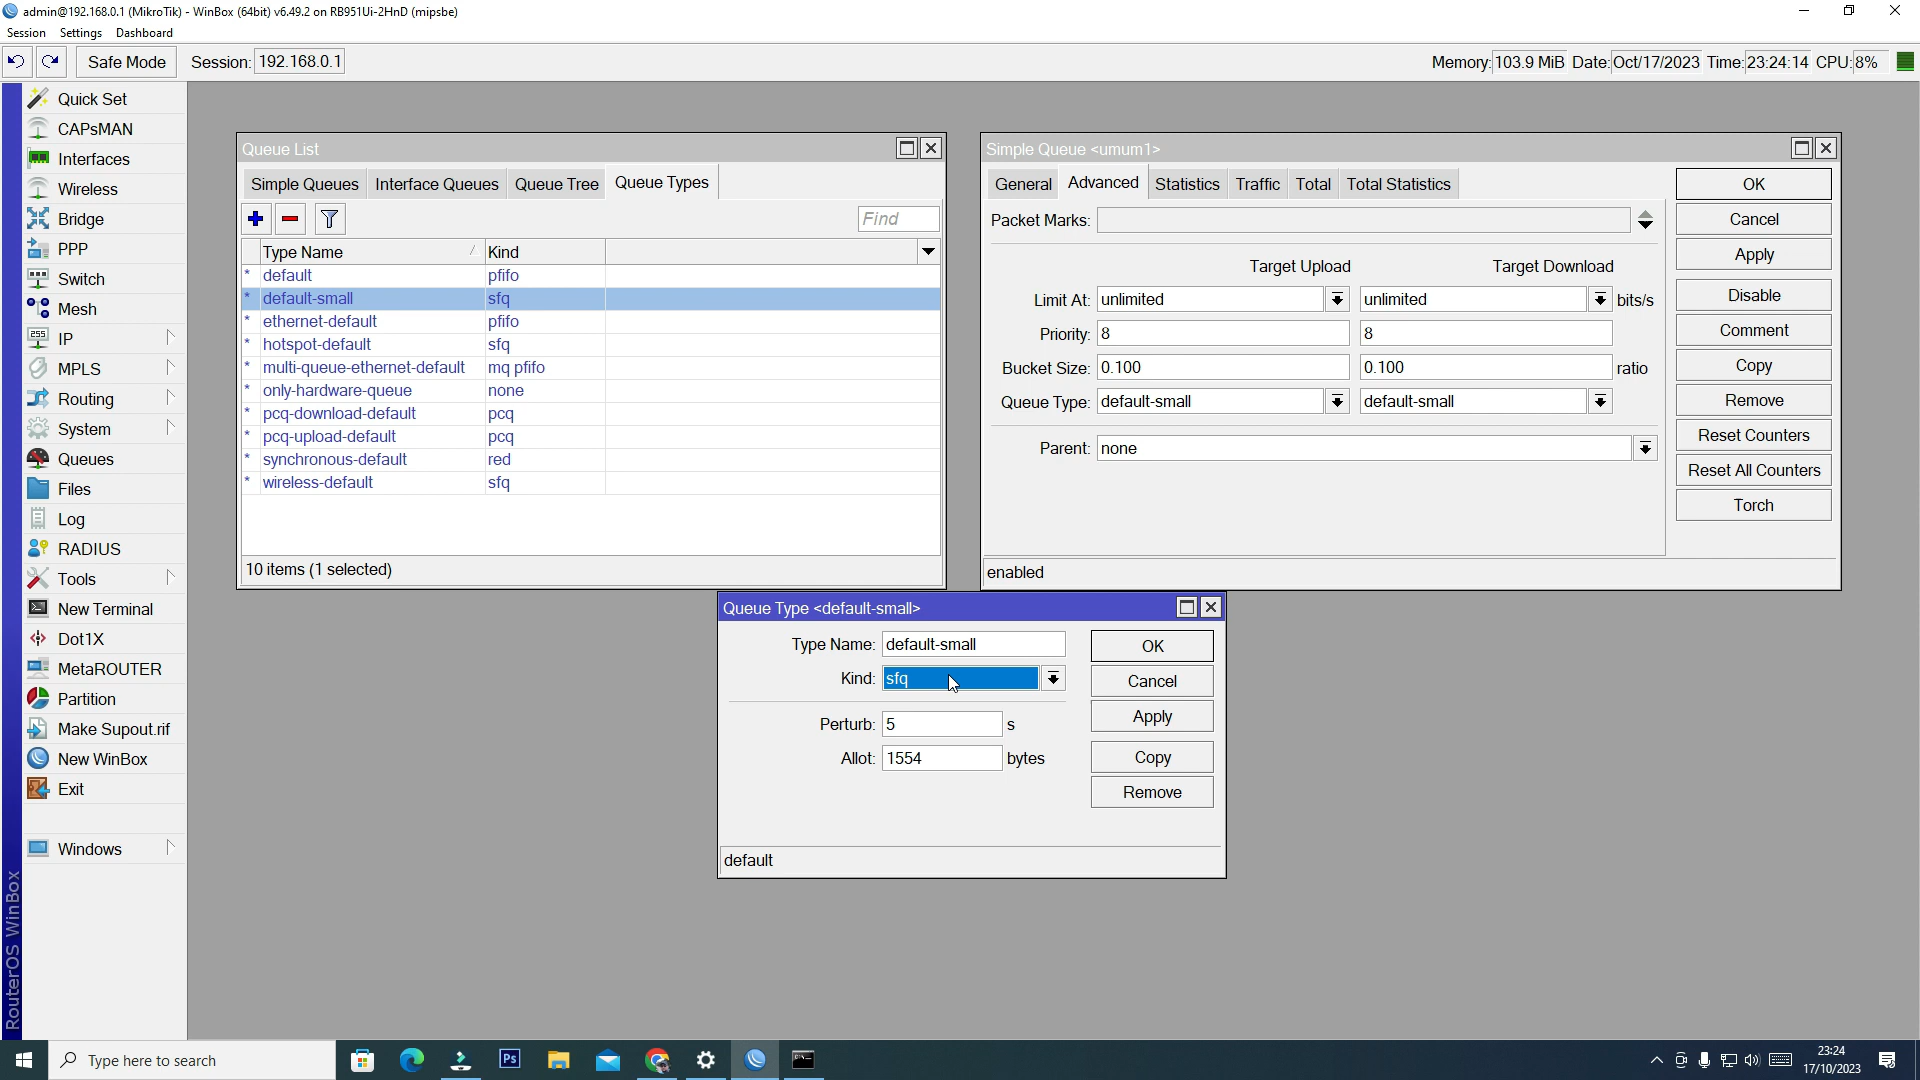 admin@192.168.0.1 (MikroTik) - WinBox (64bit) v6.49.2 on RB951Ui-2HnD (mipsbe)
Session Settings Dashboard
Safe Mode Session: 192.168.0.1 Memory: 103.9 MiB Date: Oct/17/2023 Time: 23:24:14 CPU: 8%
Quick Set
CAPsMAN
Interfaces
Wireless
Bridge
PPP
Switch
Mesh
IP
MPLS
Routing
System
Queues
Files
Log
RADIUS
Tools
New Terminal
Dot1X
MetaROUTER
Partition
Make Supout.rif
New WinBox
Exit
Windows
RouterOS WinBox
Queue List
Simple Queues Interface Queues Queue Tree Queue Types
Find
Type Name Kind
* default pfifo
* default-small sfq
* ethernet-default pfifo
* hotspot-default sfq
* multi-queue-ethernet-default mq pfifo
* only-hardware-queue none
* pcq-download-default pcq
* pcq-upload-default pcq
* synchronous-default red
* wireless-default sfq
10 items (1 selected)
Simple Queue <umum1>
General Advanced Statistics Traffic Total Total Statistics
Packet Marks:
Target Upload Target Download
Limit At: unlimited unlimited bits/s
Priority: 8 8
Bucket Size: 0.100 0.100 ratio
Queue Type: default-small default-small
Parent: none
enabled
OK
Cancel
Apply
Disable
Comment
Copy
Remove
Reset Counters
Reset All Counters
Torch
Queue Type <default-small>
Type Name: default-small
Kind: sfq
Perturb: 5 s
Allot: 1554 bytes
OK
Cancel
Apply
Copy
Remove
default
Type here to search
Ps
23:24
17/10/2023